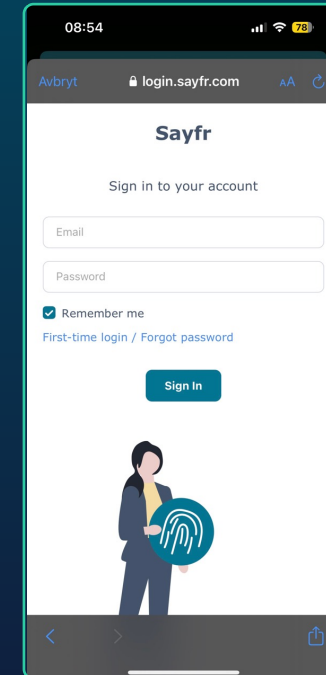 08:54
78
Avbryt
login.sayfr.com
AA
Sayfr
Sign in to your account
Email
Password
Remember me
First-time login / Forgot password
Sign In